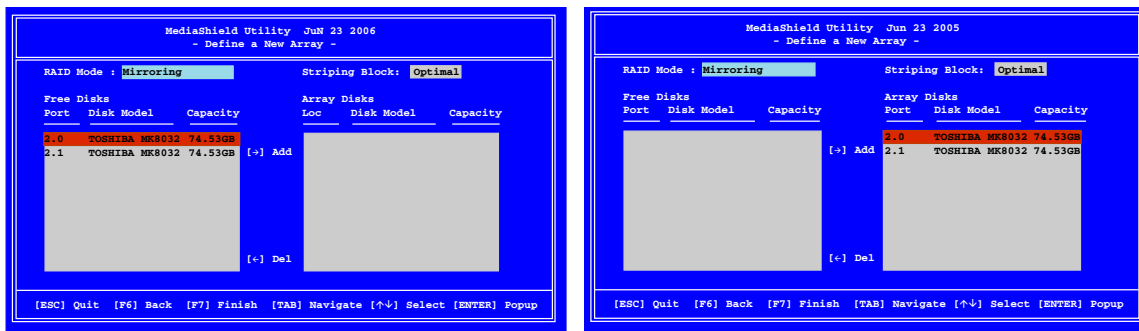 MediaShield Utility JuN 23 2006
- Define a New Array -
RAID Mode : Mirroring Striping Block: Optimal
Free Disks Array Disks
Port Disk Model Capacity Loc Disk Model Capacity
2.0 TOSHIBA MK8032 74.53GB
2.1 TOSHIBA MK8032 74.53GB [→] Add
[←] Del
[ESC] Quit [F6] Back [F7] Finish [TAB] Navigate [↑↓] Select [ENTER] Popup
MediaShield Utility Jun 23 2005
- Define a New Array -
RAID Mode : Mirroring Striping Block: Optimal
Free Disks Array Disks
Port Disk Model Capacity Port Disk Model Capacity
2.0 TOSHIBA MK8032 74.53GB
[→] Add 2.1 TOSHIBA MK8032 74.53GB
[←] Del
[ESC] Quit [F6] Back [F7] Finish [TAB] Navigate [↑↓] Select [ENTER] Popup